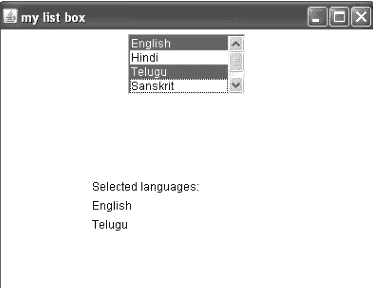 my list box
English
Hindi
Telugu
Sanskrit
Selected languages:
English
Telugu